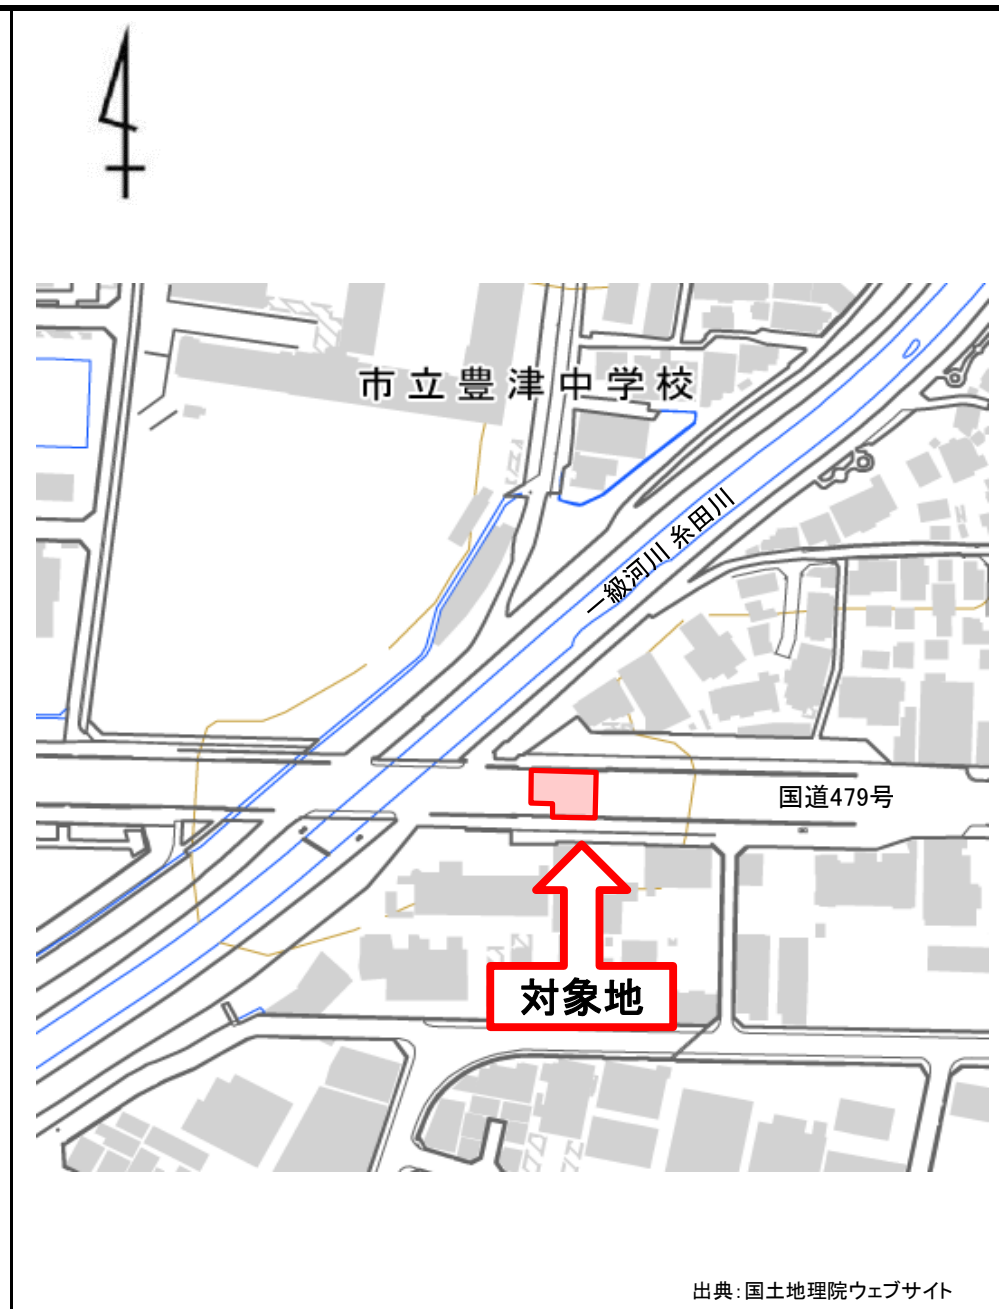 市立豊津中学校
一級河川 糸田川
国道479号
対象地
出典：国土地理院ウェブサイト